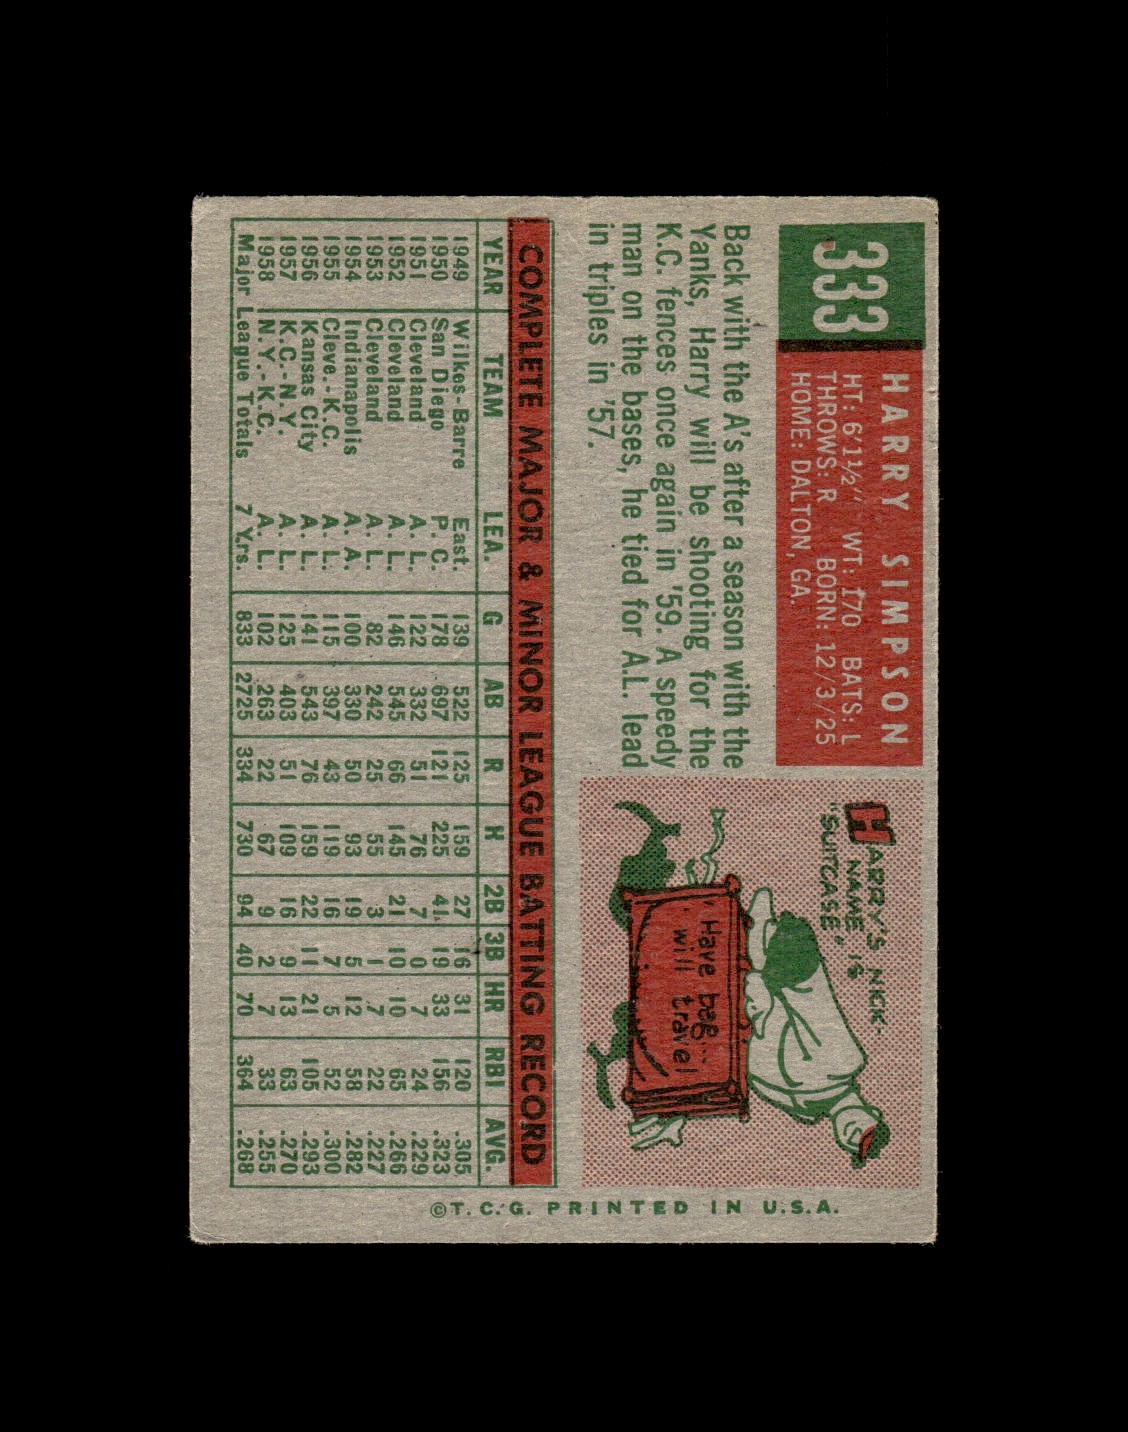 333
HARRY SIMPSON
HT: 6'1½" WT: 170 BATS: L
THROWS: R BORN: 12/3/25
HOME: DALTON, GA.
Back with the A's after a season with the
Yanks, Harry will be shooting for the
K.C. fences once again in '59. A speedy
man on the bases, he tied for A.L. lead
in triples in '57.
HARRY'S NICK-
NAME IS
"SUITCASE"
"Have bag...
will travel
COMPLETE MAJOR & MINOR LEAGUE BATTING RECORD
YEAR TEAM LEA. G AB R H 2B 3B HR RBI AVG.
1949 Wilkes-Barre East. 139 522 125 159 27 16 31 120 .305
1950 San Diego P. C. 178 697 121 225 41 19 33 156 .323
1951 Cleveland A. L. 122 332 51 76 7 0 7 24 .229
1952 Cleveland A. L. 146 545 66 145 21 10 10 65 .266
1953 Cleveland A. L. 82 242 25 55 3 1 7 22 .227
1954 Indianapolis A. A. 100 330 50 93 19 5 12 58 .282
1955 Cleve.-K.C. A. L. 115 397 43 119 16 7 5 52 .300
1956 Kansas City A. L. 141 543 76 159 22 11 21 105 .293
1957 K.C.-N.Y. A. L. 125 403 51 109 16 9 13 63 .270
1958 N.Y.-K.C. A. L. 102 263 22 67 9 2 7 33 .255
Major League Totals 7 Yrs. 833 2725 334 730 94 40 70 364 .268
©T.C.G. PRINTED IN U.S.A.